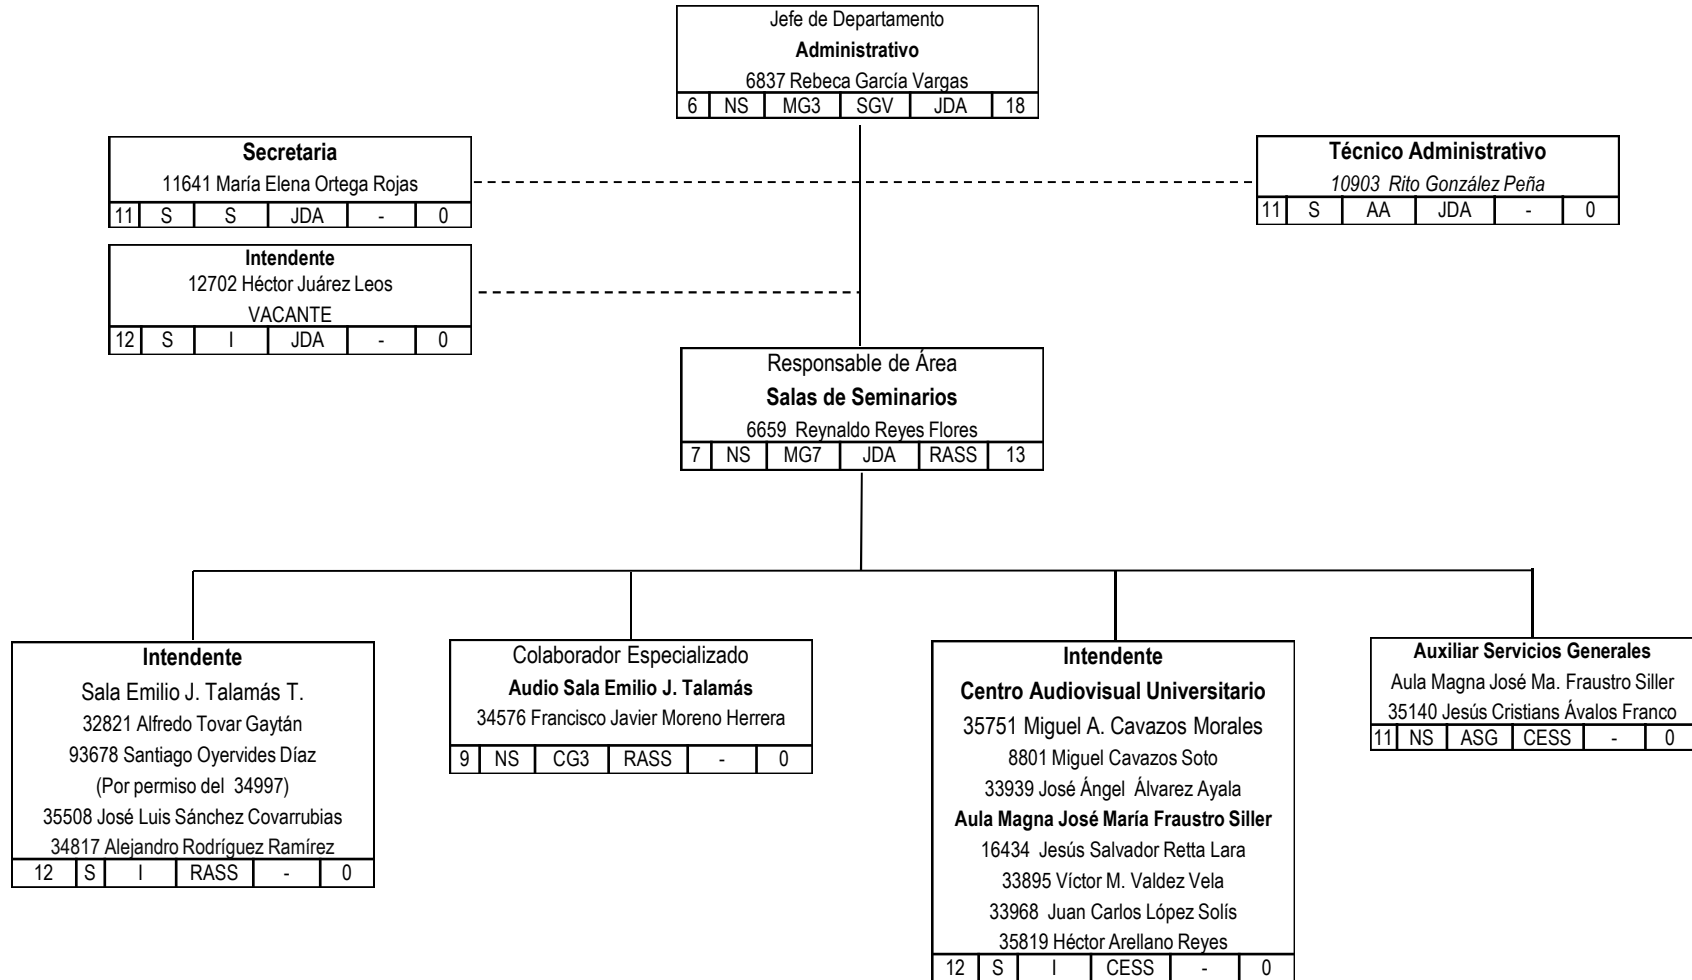 Jefe de Departamento
Administrativo
6837 Rebeca García Vargas
6 NS MG3 SGV JDA 18
Secretaria
11641 María Elena Ortega Rojas
11 S S JDA - 0
Técnico Administrativo
10903 Rito González Peña
11 S AA JDA - 0
Intendente
12702 Héctor Juárez Leos
VACANTE
12 S I JDA - 0
Responsable de Área
Salas de Seminarios
6659 Reynaldo Reyes Flores
7 NS MG7 JDA RASS 13
Intendente
Sala Emilio J. Talamás T.
32821 Alfredo Tovar Gaytán
93678 Santiago Oyervides Díaz
(Por permiso del 34997)
35508 José Luis Sánchez Covarrubias
34817 Alejandro Rodríguez Ramírez
12 S I RASS - 0
Colaborador Especializado
Audio Sala Emilio J. Talamás
34576 Francisco Javier Moreno Herrera
9 NS CG3 RASS - 0
Intendente
Centro Audiovisual Universitario
35751 Miguel A. Cavazos Morales
8801 Miguel Cavazos Soto
33939 José Ángel Álvarez Ayala
Aula Magna José María Fraustro Siller
16434 Jesús Salvador Retta Lara
33895 Víctor M. Valdez Vela
33968 Juan Carlos López Solís
35819 Héctor Arellano Reyes
12 S I CESS - 0
Auxiliar Servicios Generales
Aula Magna José Ma. Fraustro Siller
35140 Jesús Cristians Ávalos Franco
11 NS ASG CESS - 0